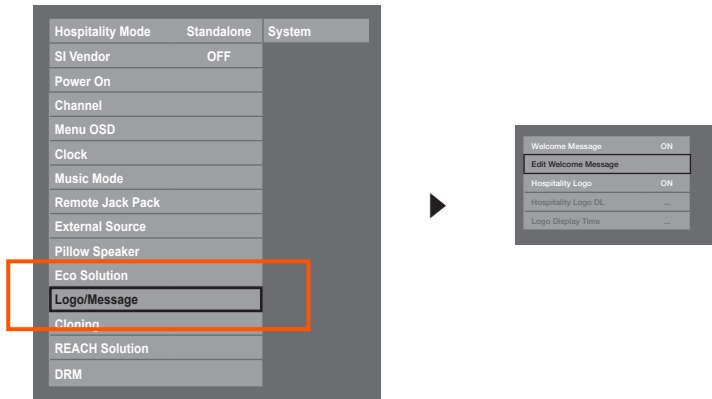 Hospitality Mode Standalone System
SI Vendor OFF
Power On
Channel
Menu OSD
Clock
Music Mode
Remote Jack Pack
External Source
Pillow Speaker
Eco Solution
Logo/Message
Cloning
REACH Solution
DRM
Welcome Message ON
Edit Welcome Message
Hospitality Logo ON
Hospitality Logo DL ...
Logo Display Time ...